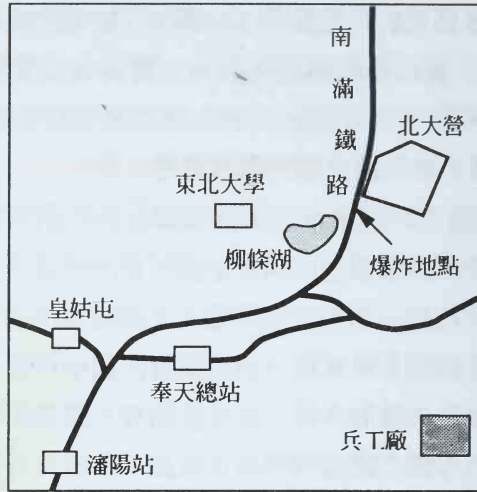 南滿鐵路
北大營
東北大學
柳條湖
爆炸地點
皇姑屯
奉天總站
兵工廠
瀋陽站